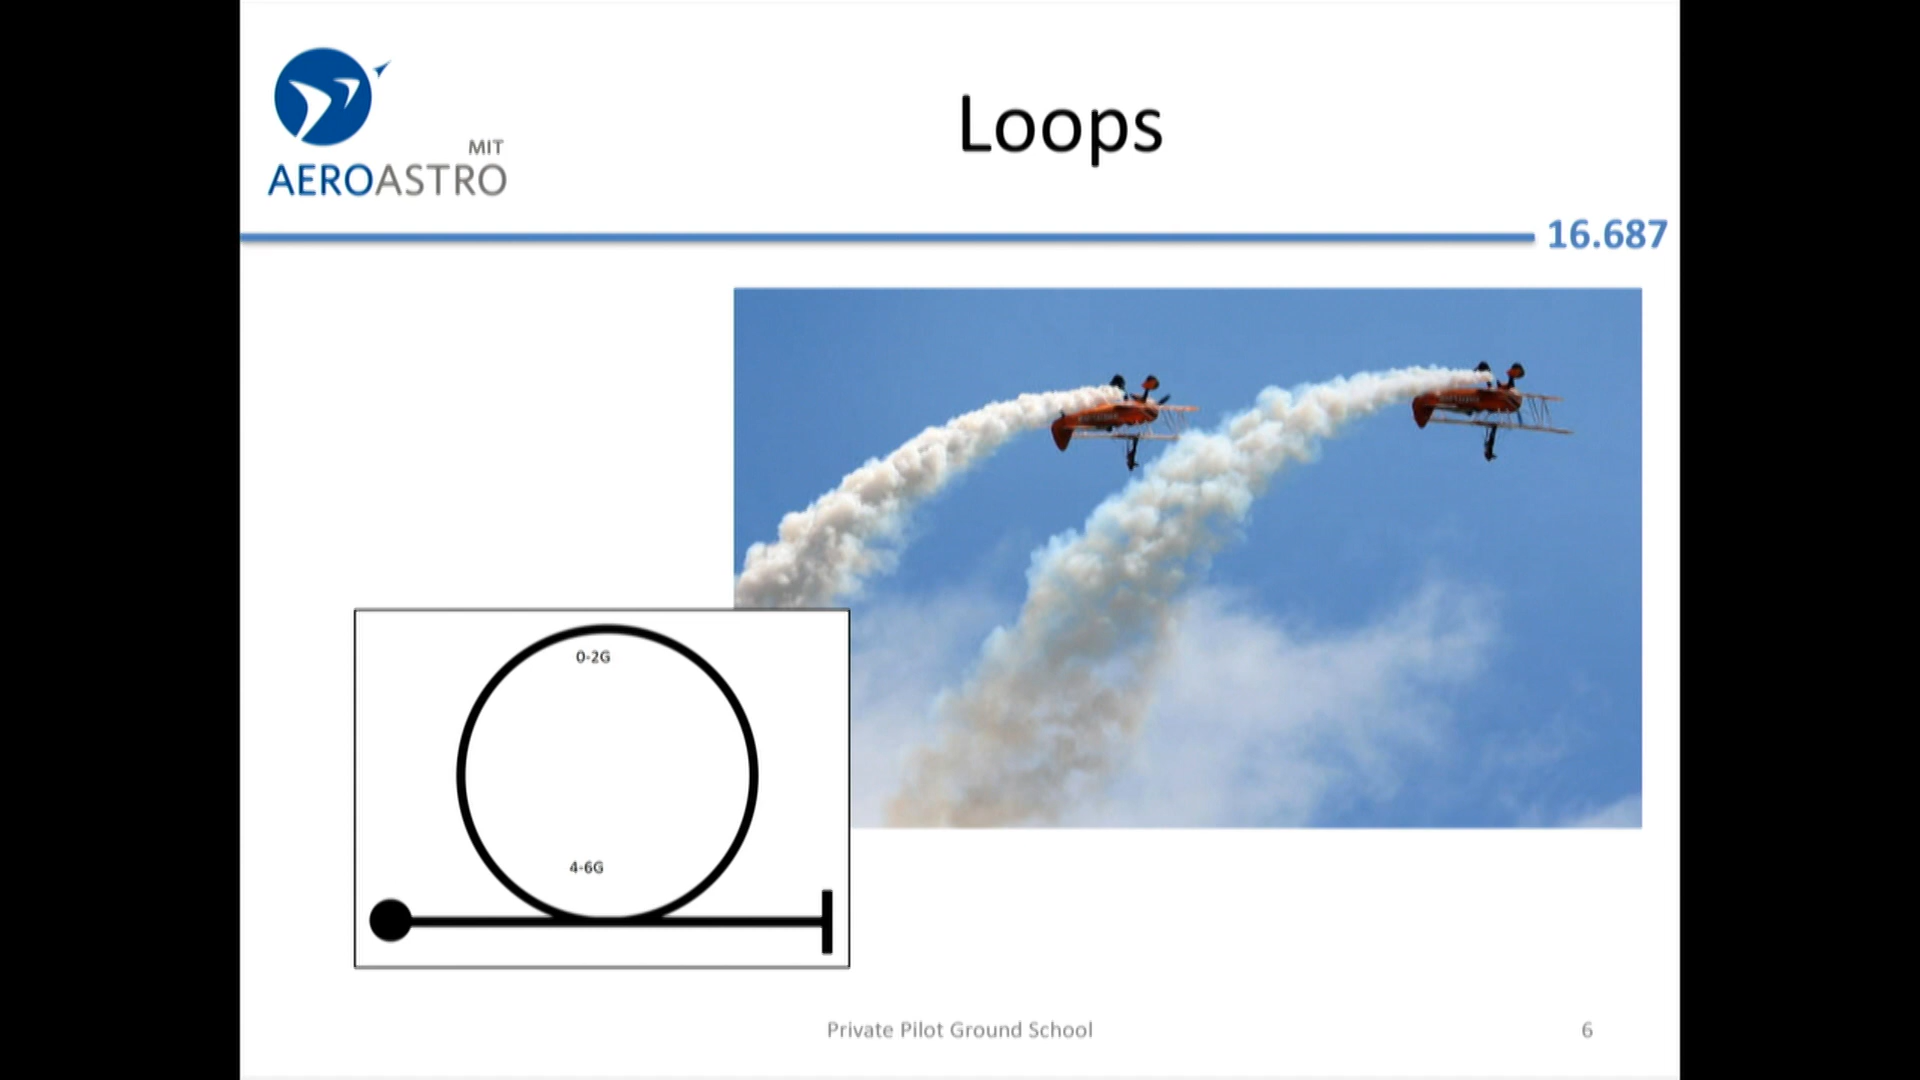 MIT
AEROASTRO
Loops
16.687
0-2G
4-6G
Private Pilot Ground School
6